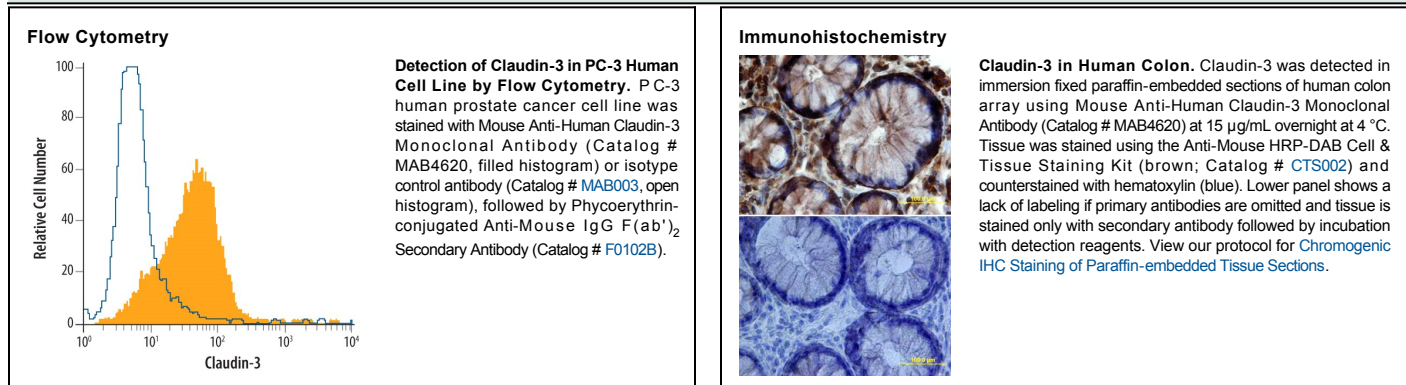 Flow Cytometry
100
80
60
40
20
0
Relative Cell Number
10⁰ 10¹ 10² 10³ 10⁴
Claudin-3
Detection of Claudin-3 in PC-3 Human
Cell Line by Flow Cytometry. PC-3
human prostate cancer cell line was
stained with Mouse Anti-Human Claudin-3
Monoclonal Antibody (Catalog #
MAB4620, filled histogram) or isotype
control antibody (Catalog # MAB003, open
histogram), followed by Phycoerythrin-
conjugated Anti-Mouse IgG F(ab')₂
Secondary Antibody (Catalog # F0102B).
Immunohistochemistry
Claudin-3 in Human Colon. Claudin-3 was detected in
immersion fixed paraffin-embedded sections of human colon
array using Mouse Anti-Human Claudin-3 Monoclonal
Antibody (Catalog # MAB4620) at 15 µg/mL overnight at 4 °C.
Tissue was stained using the Anti-Mouse HRP-DAB Cell &
Tissue Staining Kit (brown; Catalog # CTS002) and
counterstained with hematoxylin (blue). Lower panel shows a
lack of labeling if primary antibodies are omitted and tissue is
stained only with secondary antibody followed by incubation
with detection reagents. View our protocol for Chromogenic
IHC Staining of Paraffin-embedded Tissue Sections.